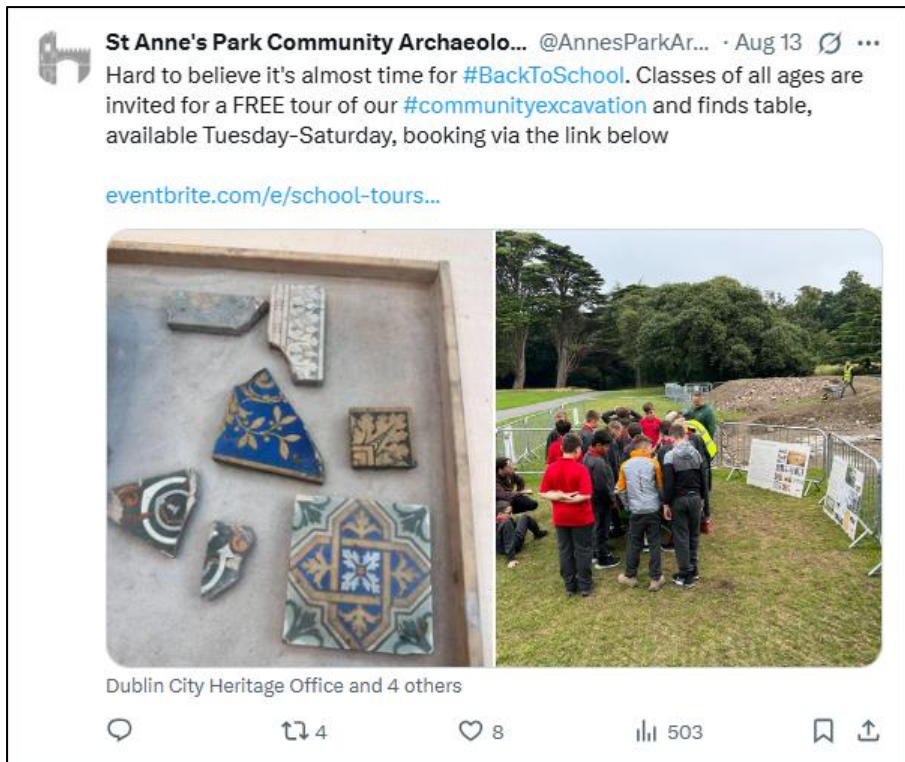 St Anne's Park Community Archaeolo... @AnnesParkAr... · Aug 13
Hard to believe it's almost time for #BackToSchool. Classes of all ages are
invited for a FREE tour of our #communityexcavation and finds table,
available Tuesday-Saturday, booking via the link below
eventbrite.com/e/school-tours...
Dublin City Heritage Office and 4 others
4 8 503